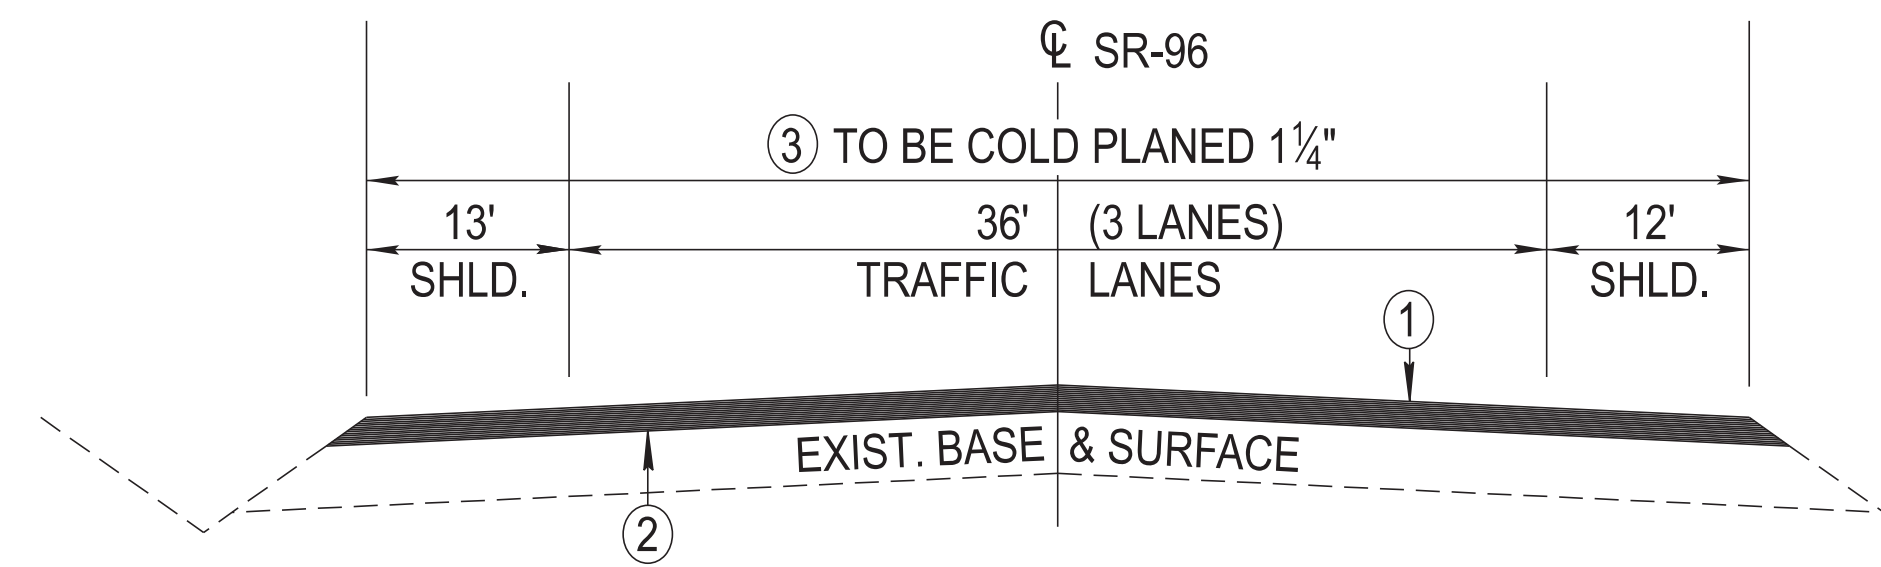 ℄ SR-96
③ TO BE COLD PLANED 1¼"
13' 36' (3 LANES) 12'
SHLD. TRAFFIC LANES SHLD.
①
EXIST. BASE & SURFACE
②